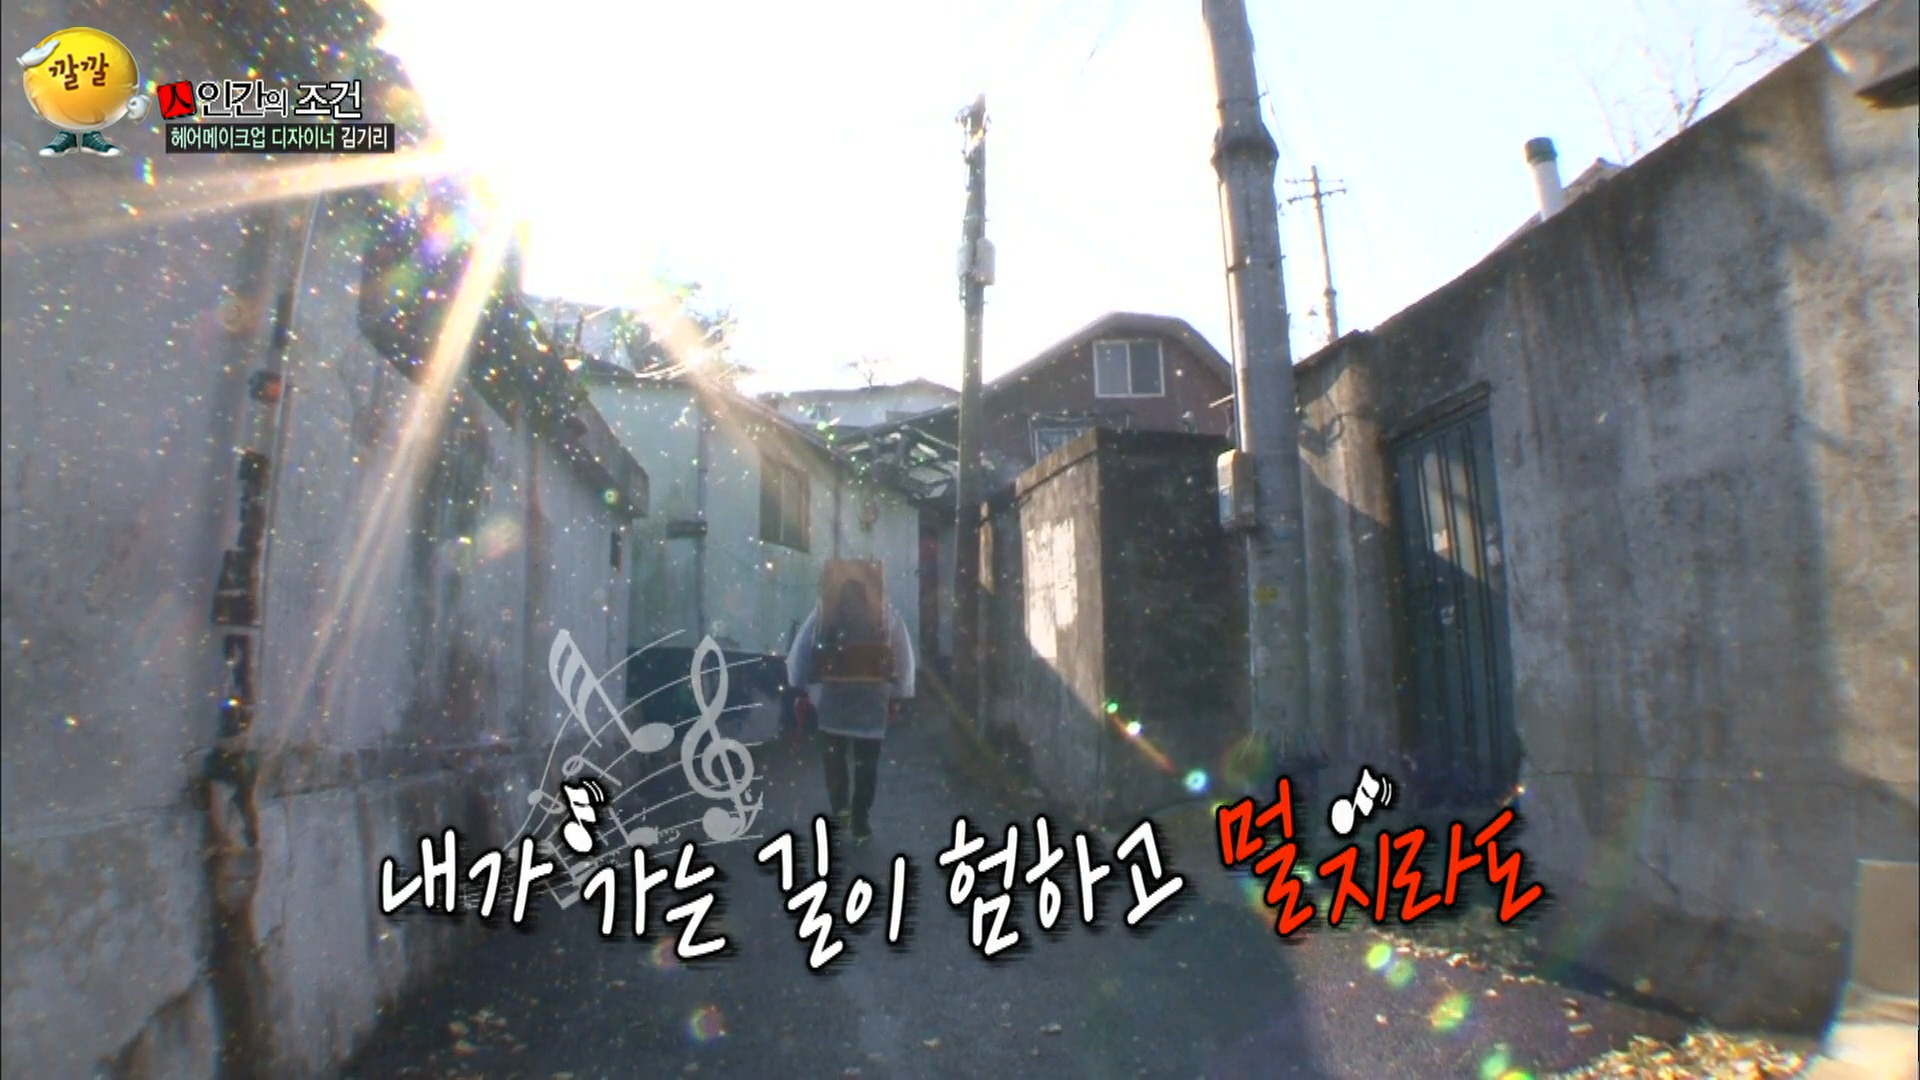 깔깔
人 인간의 조건
헤어메이크업 디자이너 김기리
내가 가는 길이 험하고 멀지라도